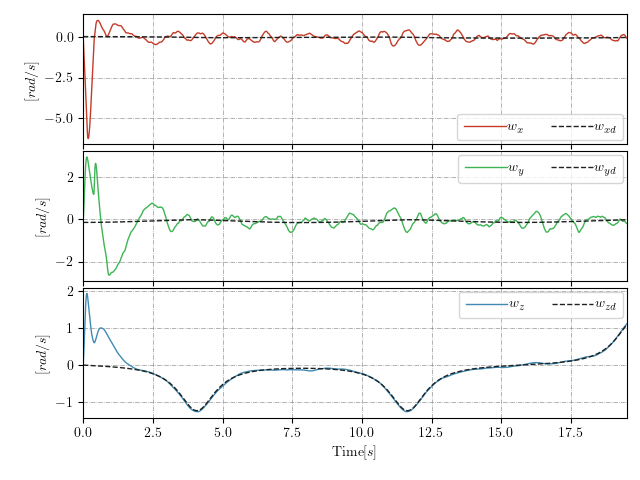 0.0
−2.5
−5.0
[rad/s]
w_x w_xd
2
0
−2
[rad/s]
w_y w_yd
2
1
0
−1
[rad/s]
w_z w_zd
0.0 2.5 5.0 7.5 10.0 12.5 15.0 17.5
Time[s]